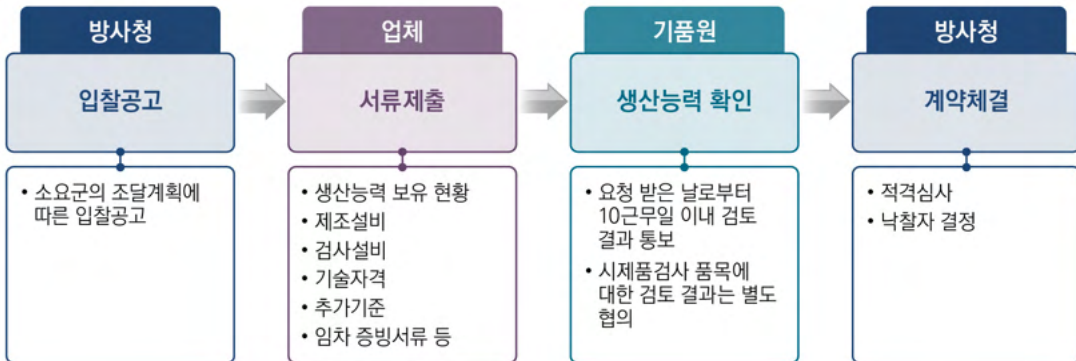 방사청
입찰공고
• 소요군의 조달계획에
따른 입찰공고
업체
서류제출
• 생산능력 보유 현황
• 제조설비
• 검사설비
• 기술자격
• 추가기준
• 임차 증빙서류 등
기품원
생산능력 확인
• 요청 받은 날로부터
10근무일 이내 검토
결과 통보
• 시제품검사 품목에
대한 검토 결과는 별도
협의
방사청
계약체결
• 적격심사
• 낙찰자 결정